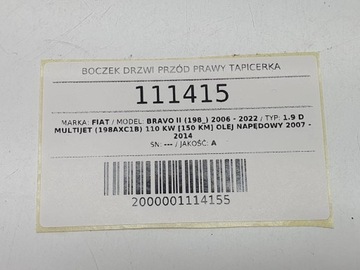 BOCZEK DRZWI PRZÓD PRAWY TAPICERKA
111415
MARKA: FIAT / MODEL: BRAVO II (198_) 2006 - 2022 / TYP: 1.9 D
MULTIJET (198AXC1B) 110 KW [150 KM] OLEJ NAPĘDOWY 2007 -
2014
SN: --- / JAKOŚĆ: A
2000001114155